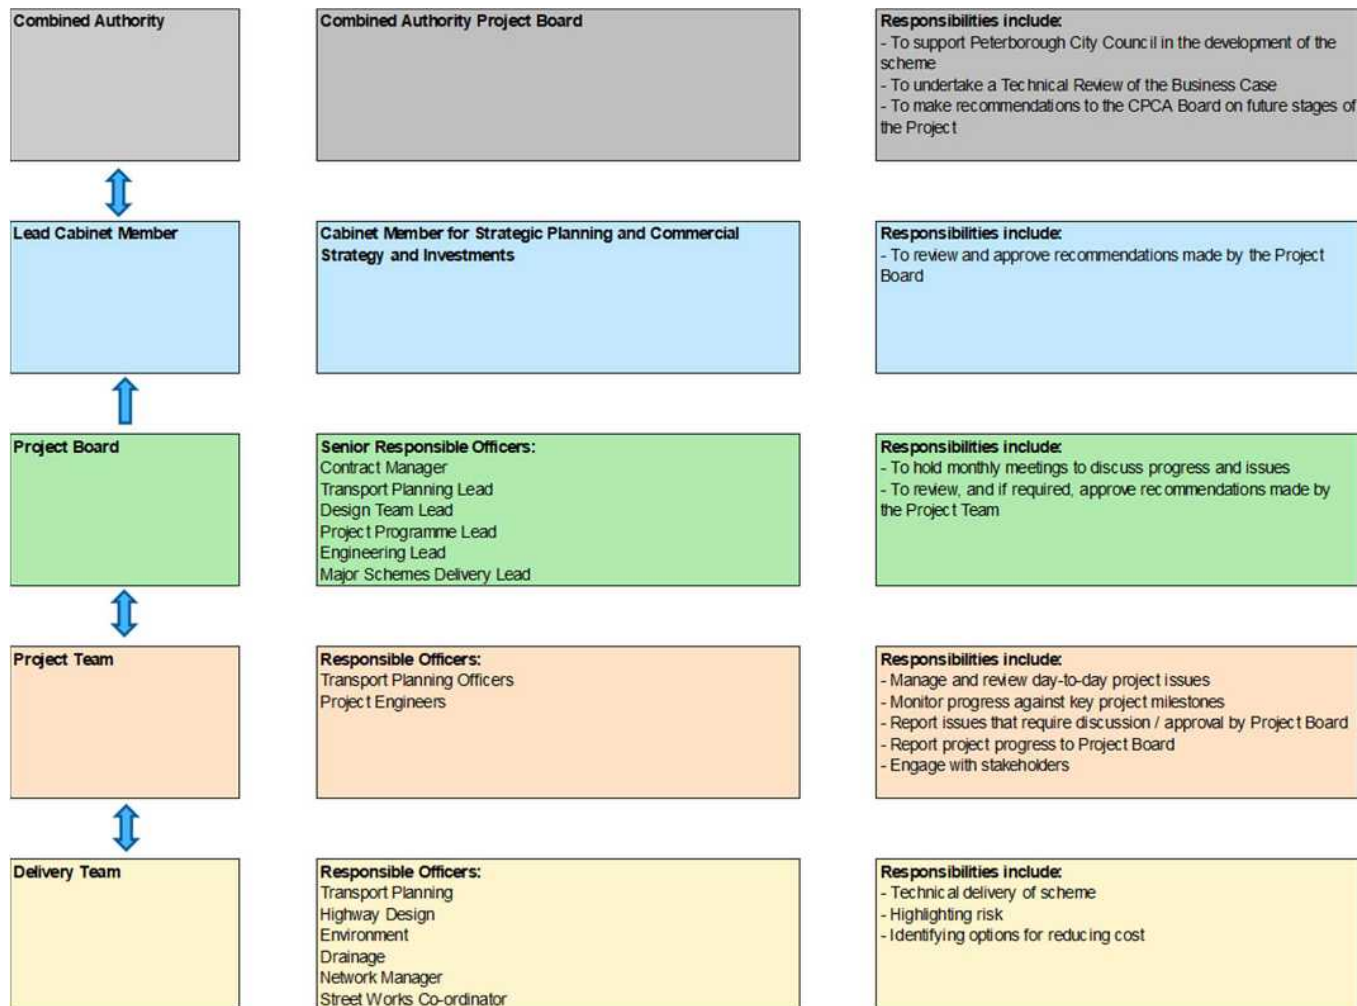 Combined Authority
Combined Authority Project Board
Responsibilities include:
- To support Peterborough City Council in the development of the
scheme
- To undertake a Technical Review of the Business Case
- To make recommendations to the CPCA Board on future stages of
the Project
Lead Cabinet Member
Cabinet Member for Strategic Planning and Commercial
Strategy and Investments
Responsibilities include:
- To review and approve recommendations made by the Project
Board
Project Board
Senior Responsible Officers:
Contract Manager
Transport Planning Lead
Design Team Lead
Project Programme Lead
Engineering Lead
Major Schemes Delivery Lead
Responsibilities include:
- To hold monthly meetings to discuss progress and issues
- To review, and if required, approve recommendations made by
the Project Team
Project Team
Responsible Officers:
Transport Planning Officers
Project Engineers
Responsibilities include:
- Manage and review day-to-day project issues
- Monitor progress against key project milestones
- Report issues that require discussion / approval by Project Board
- Report project progress to Project Board
- Engage with stakeholders
Delivery Team
Responsible Officers:
Transport Planning
Highway Design
Environment
Drainage
Network Manager
Street Works Co-ordinator
Responsibilities include:
- Technical delivery of scheme
- Highlighting risk
- Identifying options for reducing cost